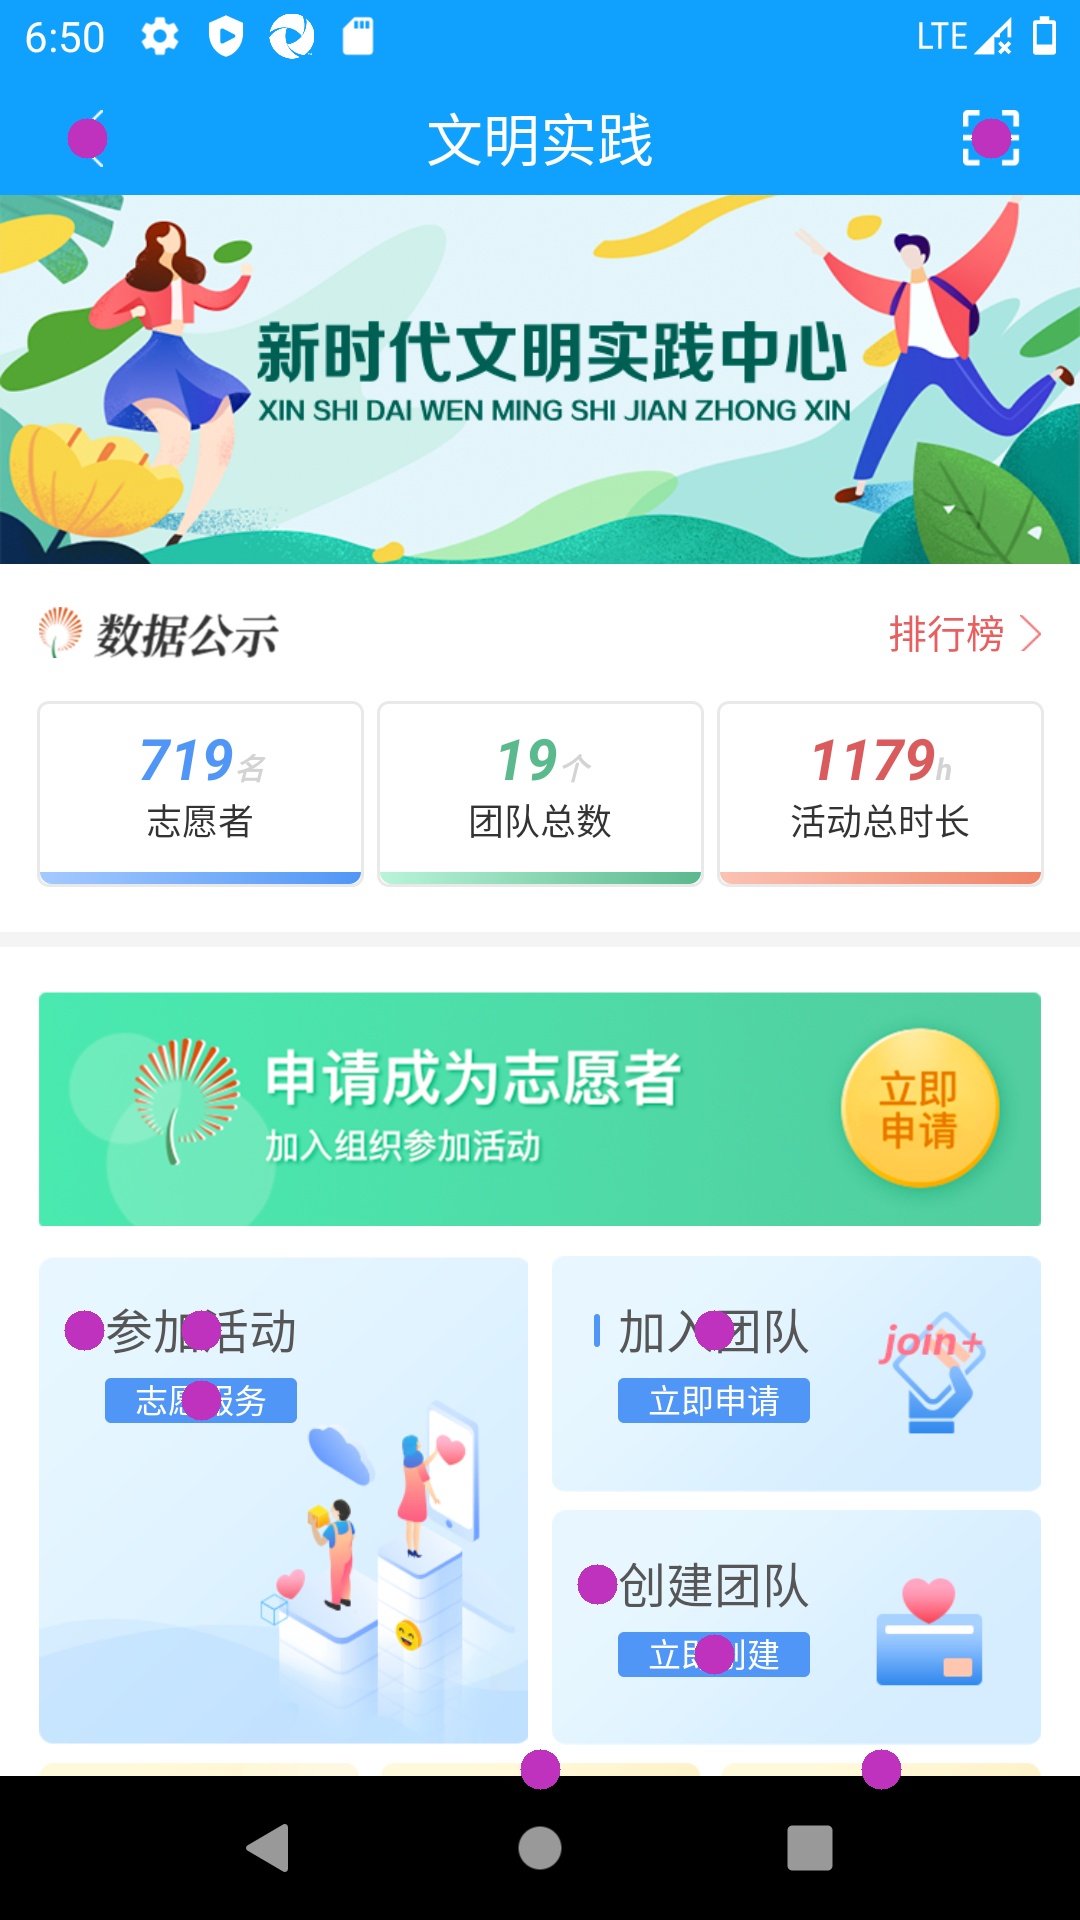 6:50
LTE
文明实践
新时代文明实践中心
XIN SHI DAI WEN MING SHI JIAN ZHONG XIN
数据公示
排行榜
719名
19个
1179h
志愿者
团队总数
活动总时长
申请成为志愿者
加入组织参加活动
立即
申请
参加活动
志愿服务
加入团队
立即申请
join+
创建团队
立即创建